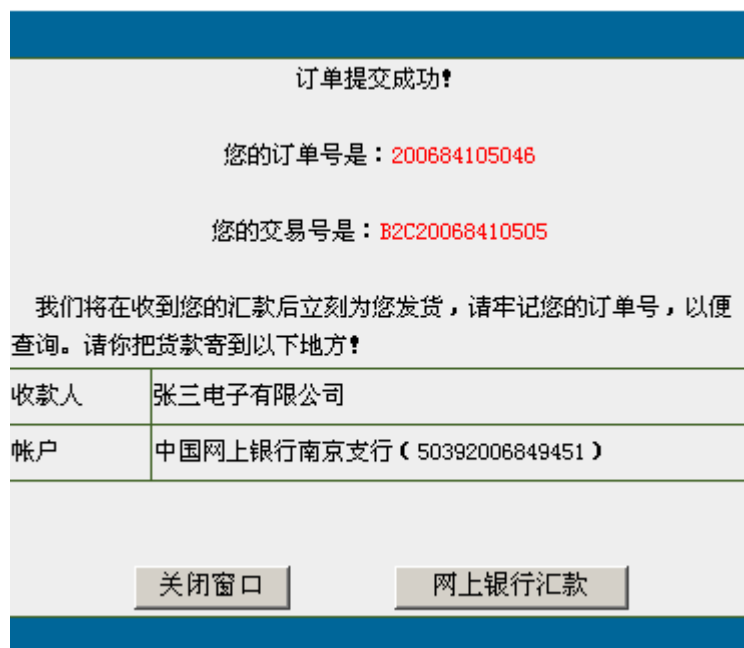 订单提交成功!
您的订单号是：200684105046
您的交易号是：B2C20068410505
我们将在收到您的汇款后立刻为您发货，请牢记您的订单号，以便
查询。请你把货款寄到以下地方!
收款人 张三电子有限公司
帐户 中国网上银行南京支行（50392006849451）
关闭窗口 网上银行汇款